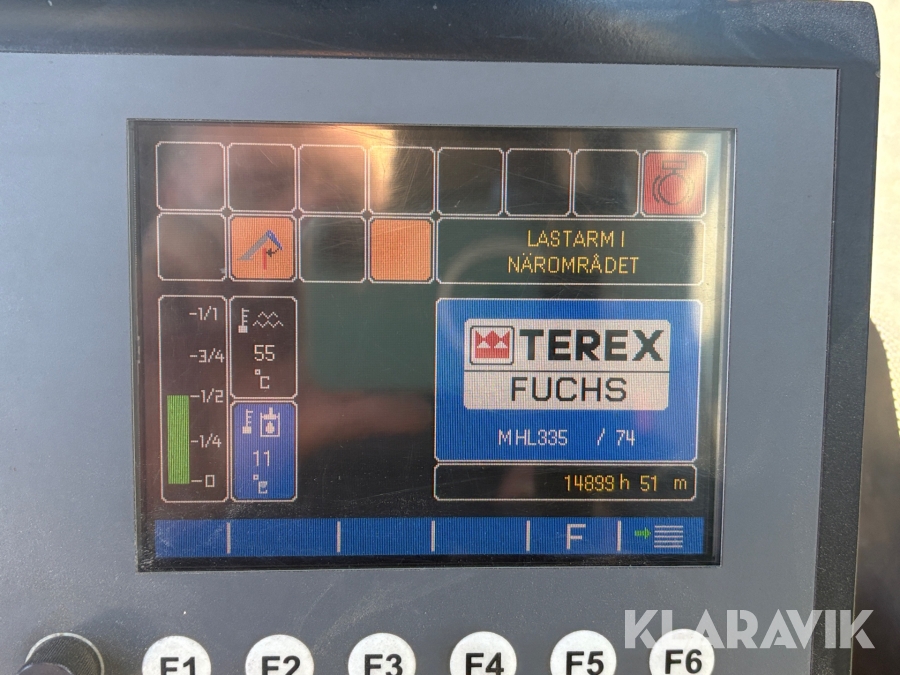 LASTARM I
NÄROMRÅDET
-1/1
-3/4
-1/2
-1/4
-0
55
°C
11
°C
TEREX
FUCHS
MHL335 / 74
14899 h 51 m
F
F1 F2 F3 F4 F5 F6
KLARAVIK